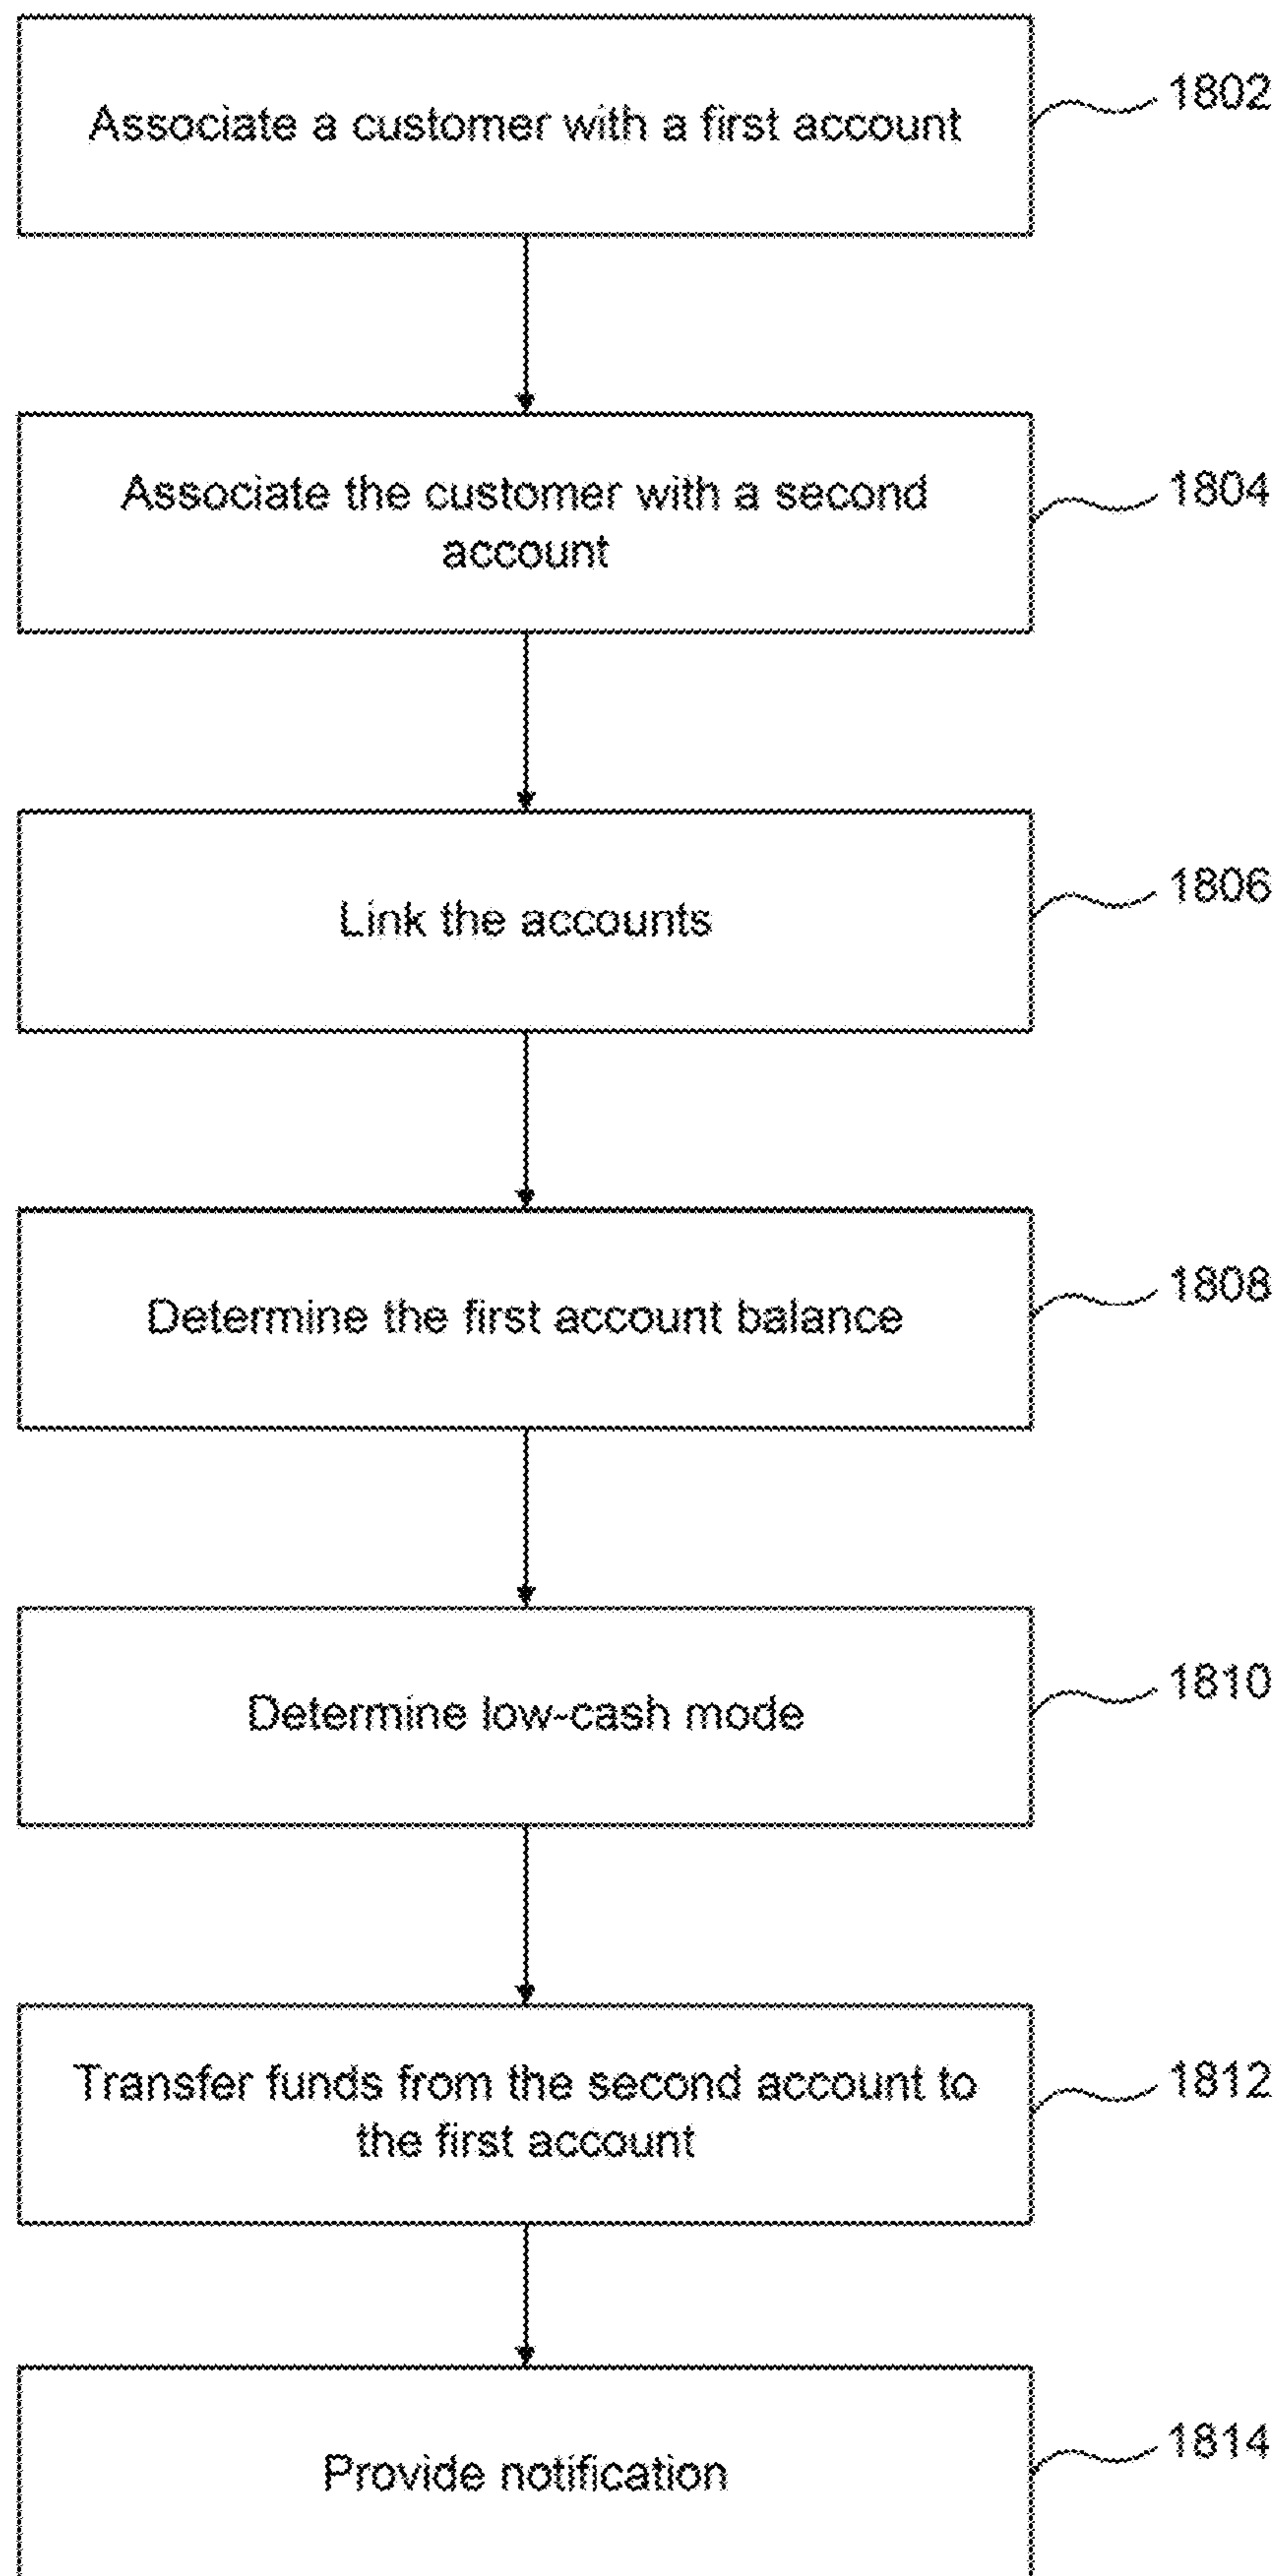 Associate a customer with a first account
1802
Associate the customer with a second
account
1804
Link the accounts
1806
Determine the first account balance
1808
Determine low-cash mode
1810
Transfer funds from the second account to
the first account
1812
Provide notification
1814